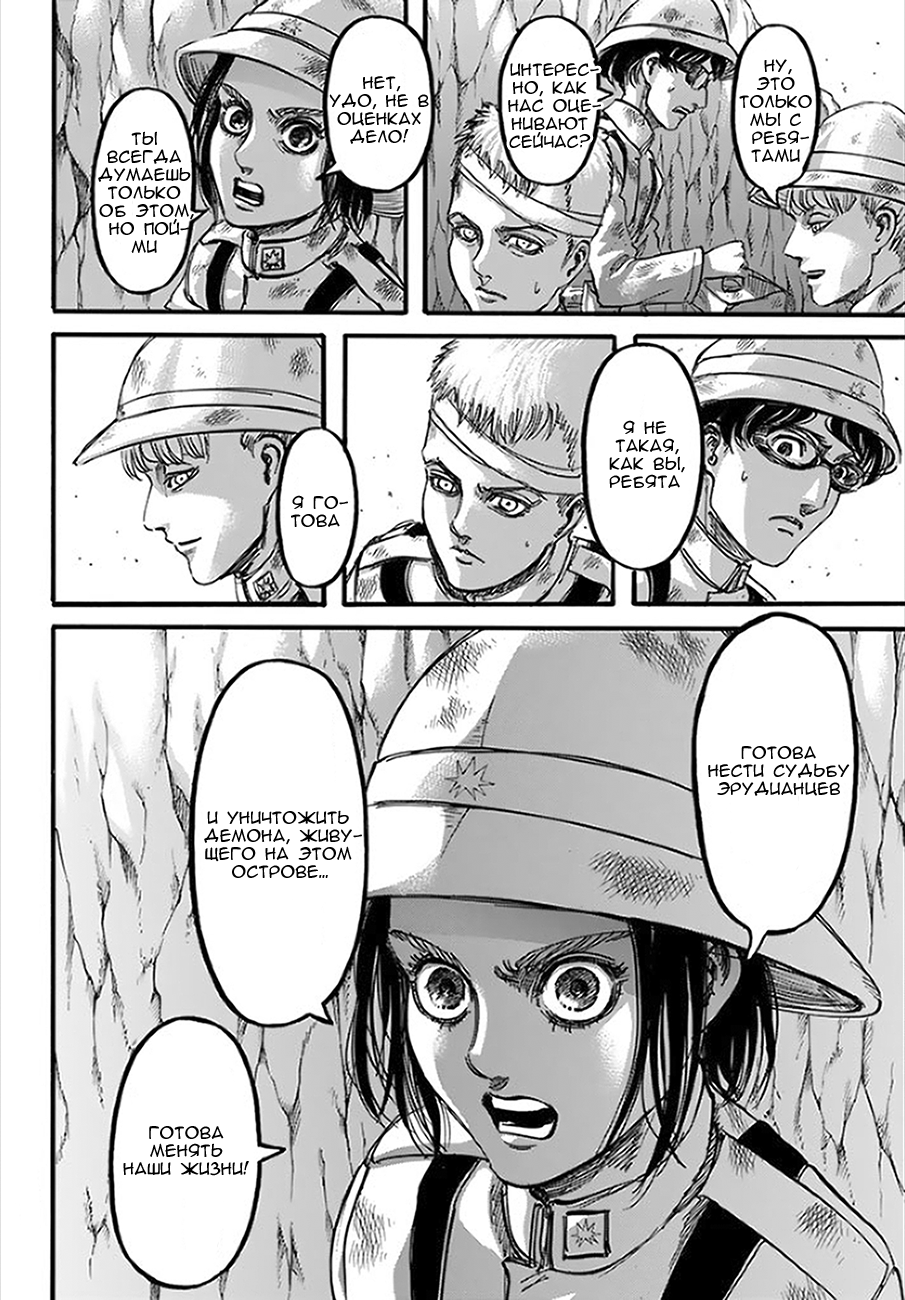 НУ,
ЭТО
ТОЛЬКО
МЫ С
РЕБЯ-
ТАМИ
ИНТЕРЕС-
НО, КАК
НАС ОЦЕ-
НИВАЮТ
СЕЙЧАС?
НЕТ,
УДО, НЕ В
ОЦЕНКАХ
ДЕЛО!
ТЫ
ВСЕГДА
ДУМАЕШЬ
ТОЛЬКО
ОБ ЭТОМ,
НО ПОЙ-
МИ
Я НЕ
ТАКАЯ,
КАК ВЫ,
РЕБЯТА
Я ГО-
ТОВА
ГОТОВА
НЕСТИ СУДЬБУ
ЭРУДИАНЦЕВ
И УНИЧТОЖИТЬ
ДЕМОНА, ЖИВУ-
ЩЕГО НА ЭТОМ
ОСТРОВЕ...
ГОТОВА
МЕНЯТЬ
НАШИ ЖИЗНИ!